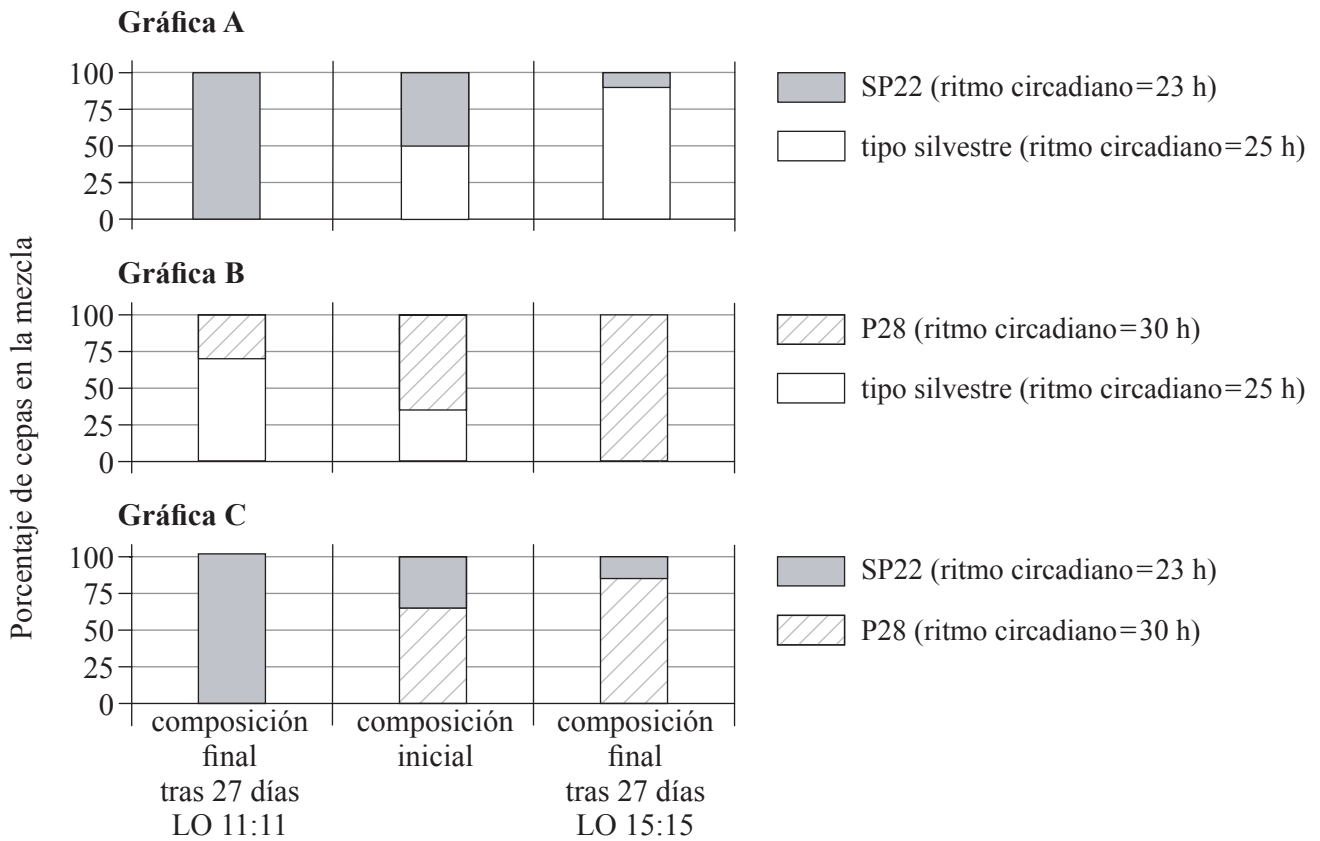 Gráfica A
100
75
50
25
0
SP22 (ritmo circadiano=23 h)
tipo silvestre (ritmo circadiano=25 h)
Porcentaje de cepas en la mezcla
Gráfica B
100
75
50
25
0
P28 (ritmo circadiano=30 h)
tipo silvestre (ritmo circadiano=25 h)
Gráfica C
100
75
50
25
0
SP22 (ritmo circadiano=23 h)
P28 (ritmo circadiano=30 h)
composición
final
tras 27 días
LO 11:11
composición
inicial
composición
final
tras 27 días
LO 15:15